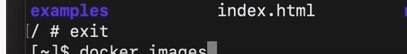 examples index.html
/ # exit
[~]$ docker images